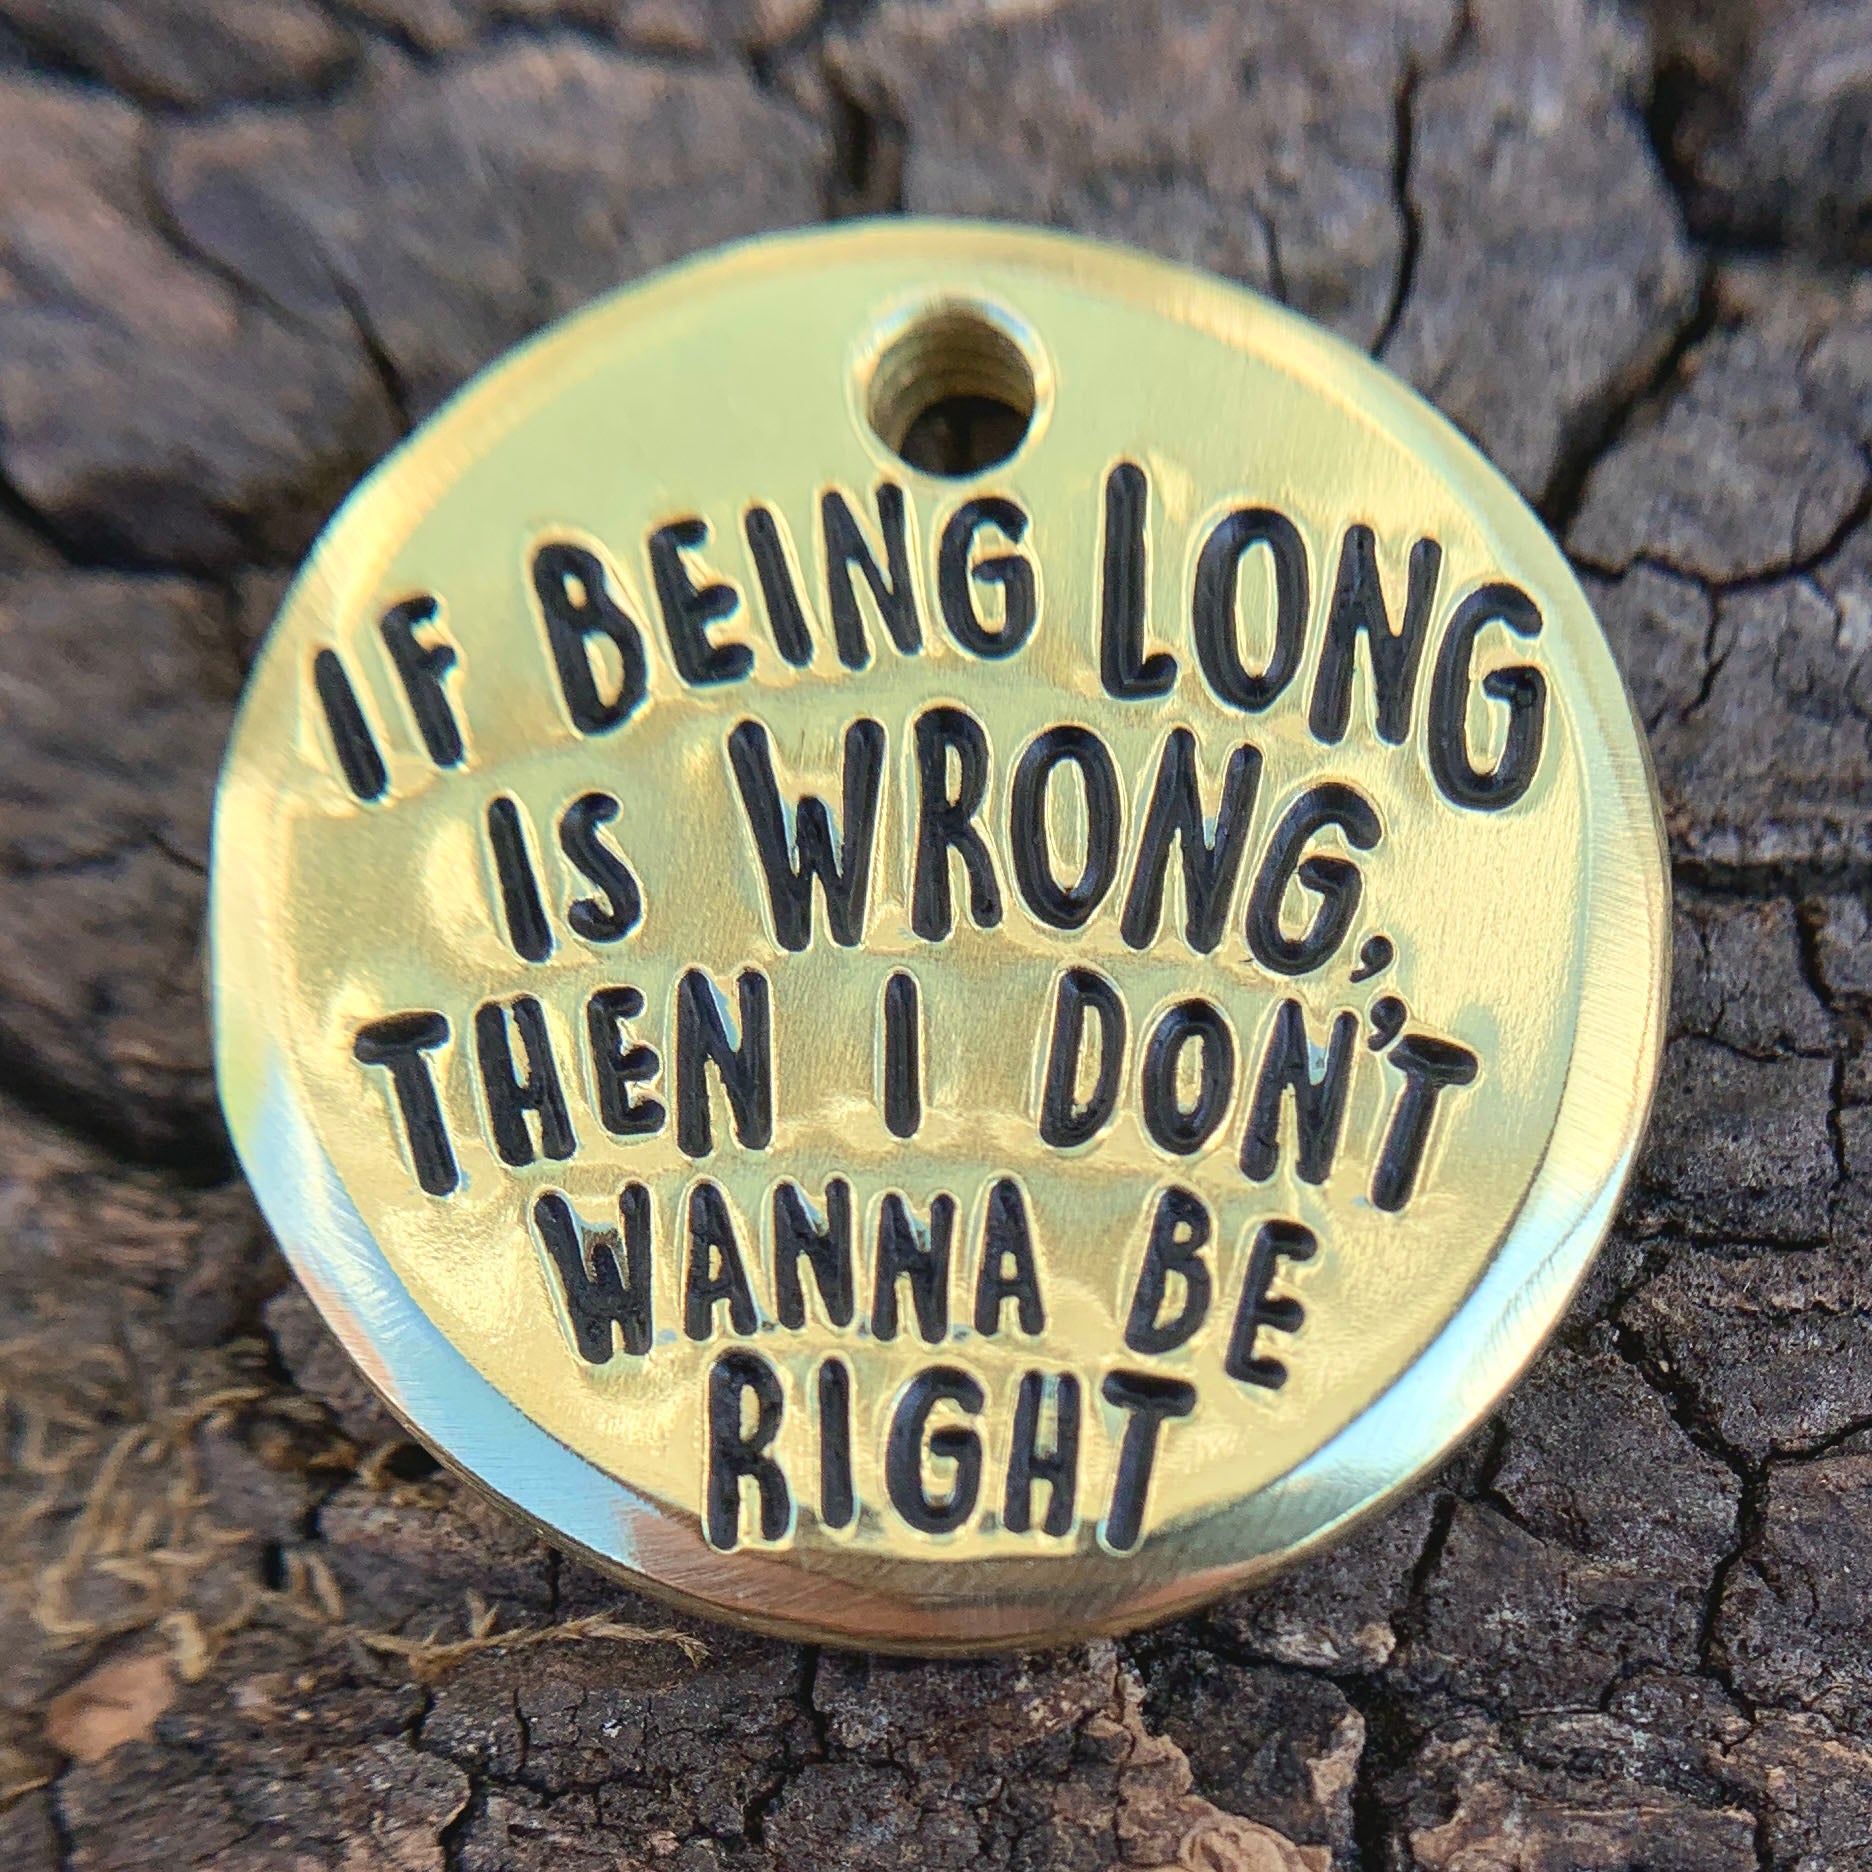 IF BEING LONG
IS WRONG,
THEN I DON'T
WANNA BE
RIGHT